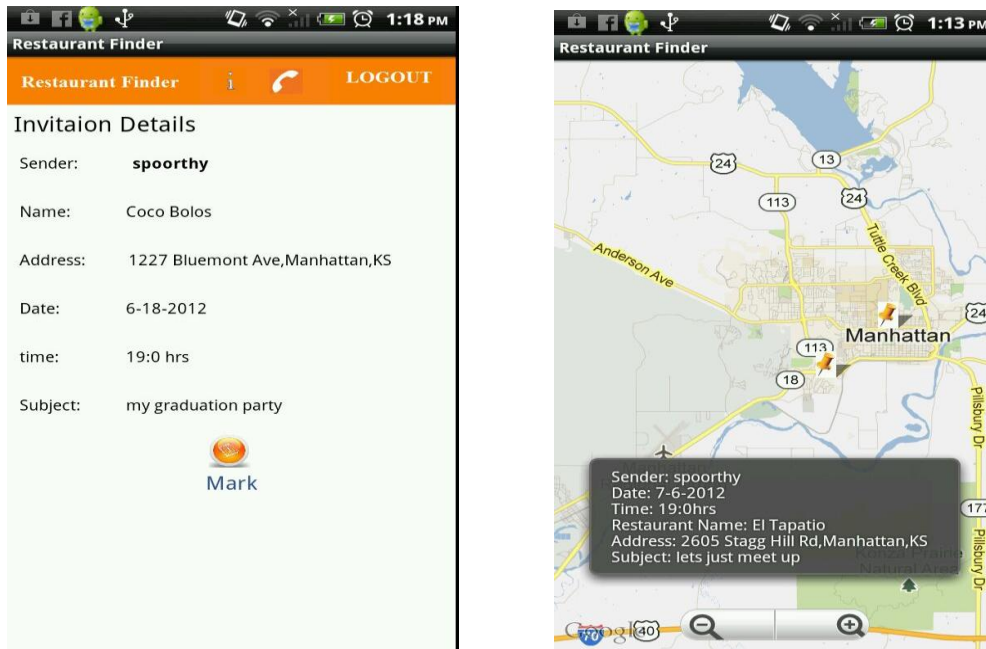 1:18 PM
Restaurant Finder
Restaurant Finder i LOGOUT
Invitaion Details
Sender: spoorthy
Name: Coco Bolos
Address: 1227 Bluemont Ave,Manhattan,KS
Date: 6-18-2012
time: 19:0 hrs
Subject: my graduation party
Mark
1:13 PM
Restaurant Finder
24
13
113
24
Tuttle Creek Blvd
Anderson Ave
24
Manhattan
113
18
Pillsbury Dr
Manhattan
Sender: spoorthy
Date: 7-6-2012
Time: 19:0hrs
Restaurant Name: El Tapatio
Address: 2605 Stagg Hill Rd,Manhattan,KS
Subject: lets just meet up
177
Pillsbury Dr
Konza Prairie
Natural Area
Google
70
40